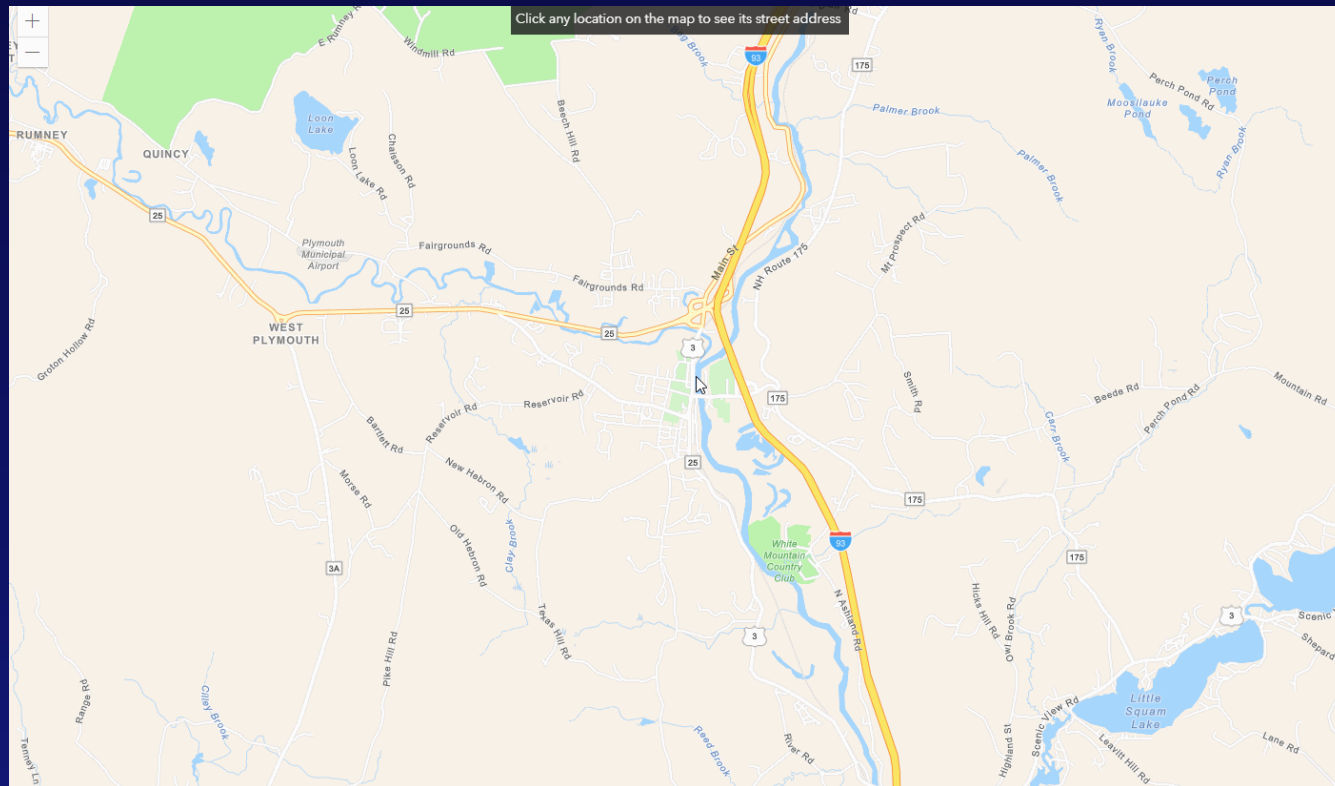 +
−
Click any location on the map to see its street address
E Rumney Rd
Windmill Rd
93
175
Ryan Brook
Perch Pond Rd
Perch
Pond
Moosilauke
Pond
Palmer Brook
Palmer Brook
Ryan Brook
RUMNEY
QUINCY
Loon
Lake
Loon Lake Rd
Chaisson Rd
Beech Hill Rd
25
Plymouth
Municipal
Airport
Fairgrounds Rd
Fairgrounds Rd
Main St
NH Route 175
Mt Prospect Rd
25
25
WEST
PLYMOUTH
3
Groton Hollow Rd
Reservoir Rd
Reservoir Rd
Bartlett Rd
175
Smith Rd
Beede Rd
Perch Pond Rd
Mountain Rd
Carr Brook
25
New Hebron Rd
Morse Rd
Old Hebron Rd
Clay Brook
175
93
White
Mountain
Country
Club
175
3A
Texas Hill Rd
Pike Hill Rd
N Ashland Rd
Hicks Hill Rd
Owl Brook Rd
3
3
Scenic
Shepard
Range Rd
Cilley Brook
Tenney Ln
Reed Brook
River Rd
Highland St
Scenic View Rd
Little
Squam
Lake
Leavitt Hill Rd
Lane Rd